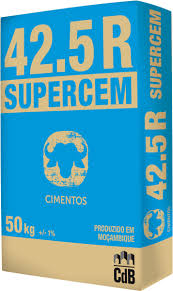 42.5 R
SUPERCEM
CIMENTOS
50 kg +/- 1%
PRODUZIDO EM
MOÇAMBIQUE
42.5 R
SUPERCEM
CdB